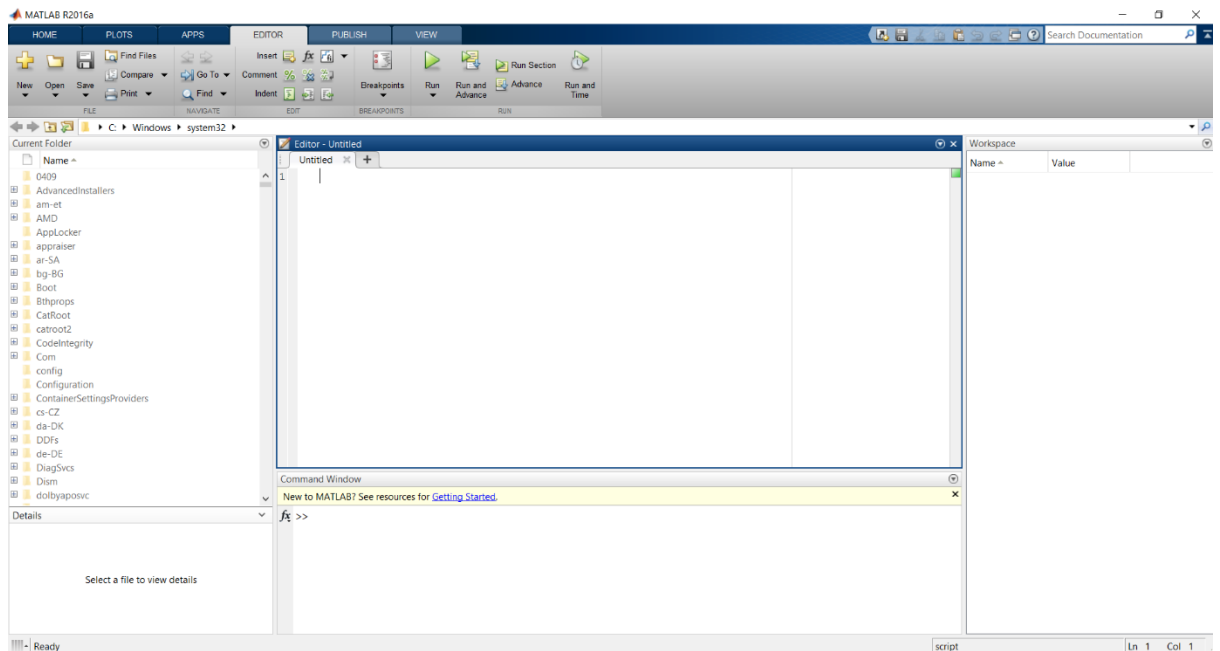 MATLAB R2016a
HOME PLOTS APPS EDITOR PUBLISH VIEW Search Documentation
New Open Save Find Files Compare Print Go To Find Insert fx Comment % Indent Breakpoints Run Run and Advance Run Section Advance Run and Time
FILE NAVIGATE EDIT BREAKPOINTS RUN
C: Windows system32
Current Folder
Name
0409
AdvancedInstallers
am-et
AMD
AppLocker
appraiser
ar-SA
bg-BG
Boot
Bthprops
CatRoot
catroot2
CodeIntegrity
Com
config
Configuration
ContainerSettingsProviders
cs-CZ
da-DK
DDFs
de-DE
DiagSvcs
Dism
dolbyaposvc
Details
Select a file to view details
Editor - Untitled
Untitled +
1
Command Window
New to MATLAB? See resources for Getting Started.
fx >>
Workspace
Name Value
Ready script Ln 1 Col 1